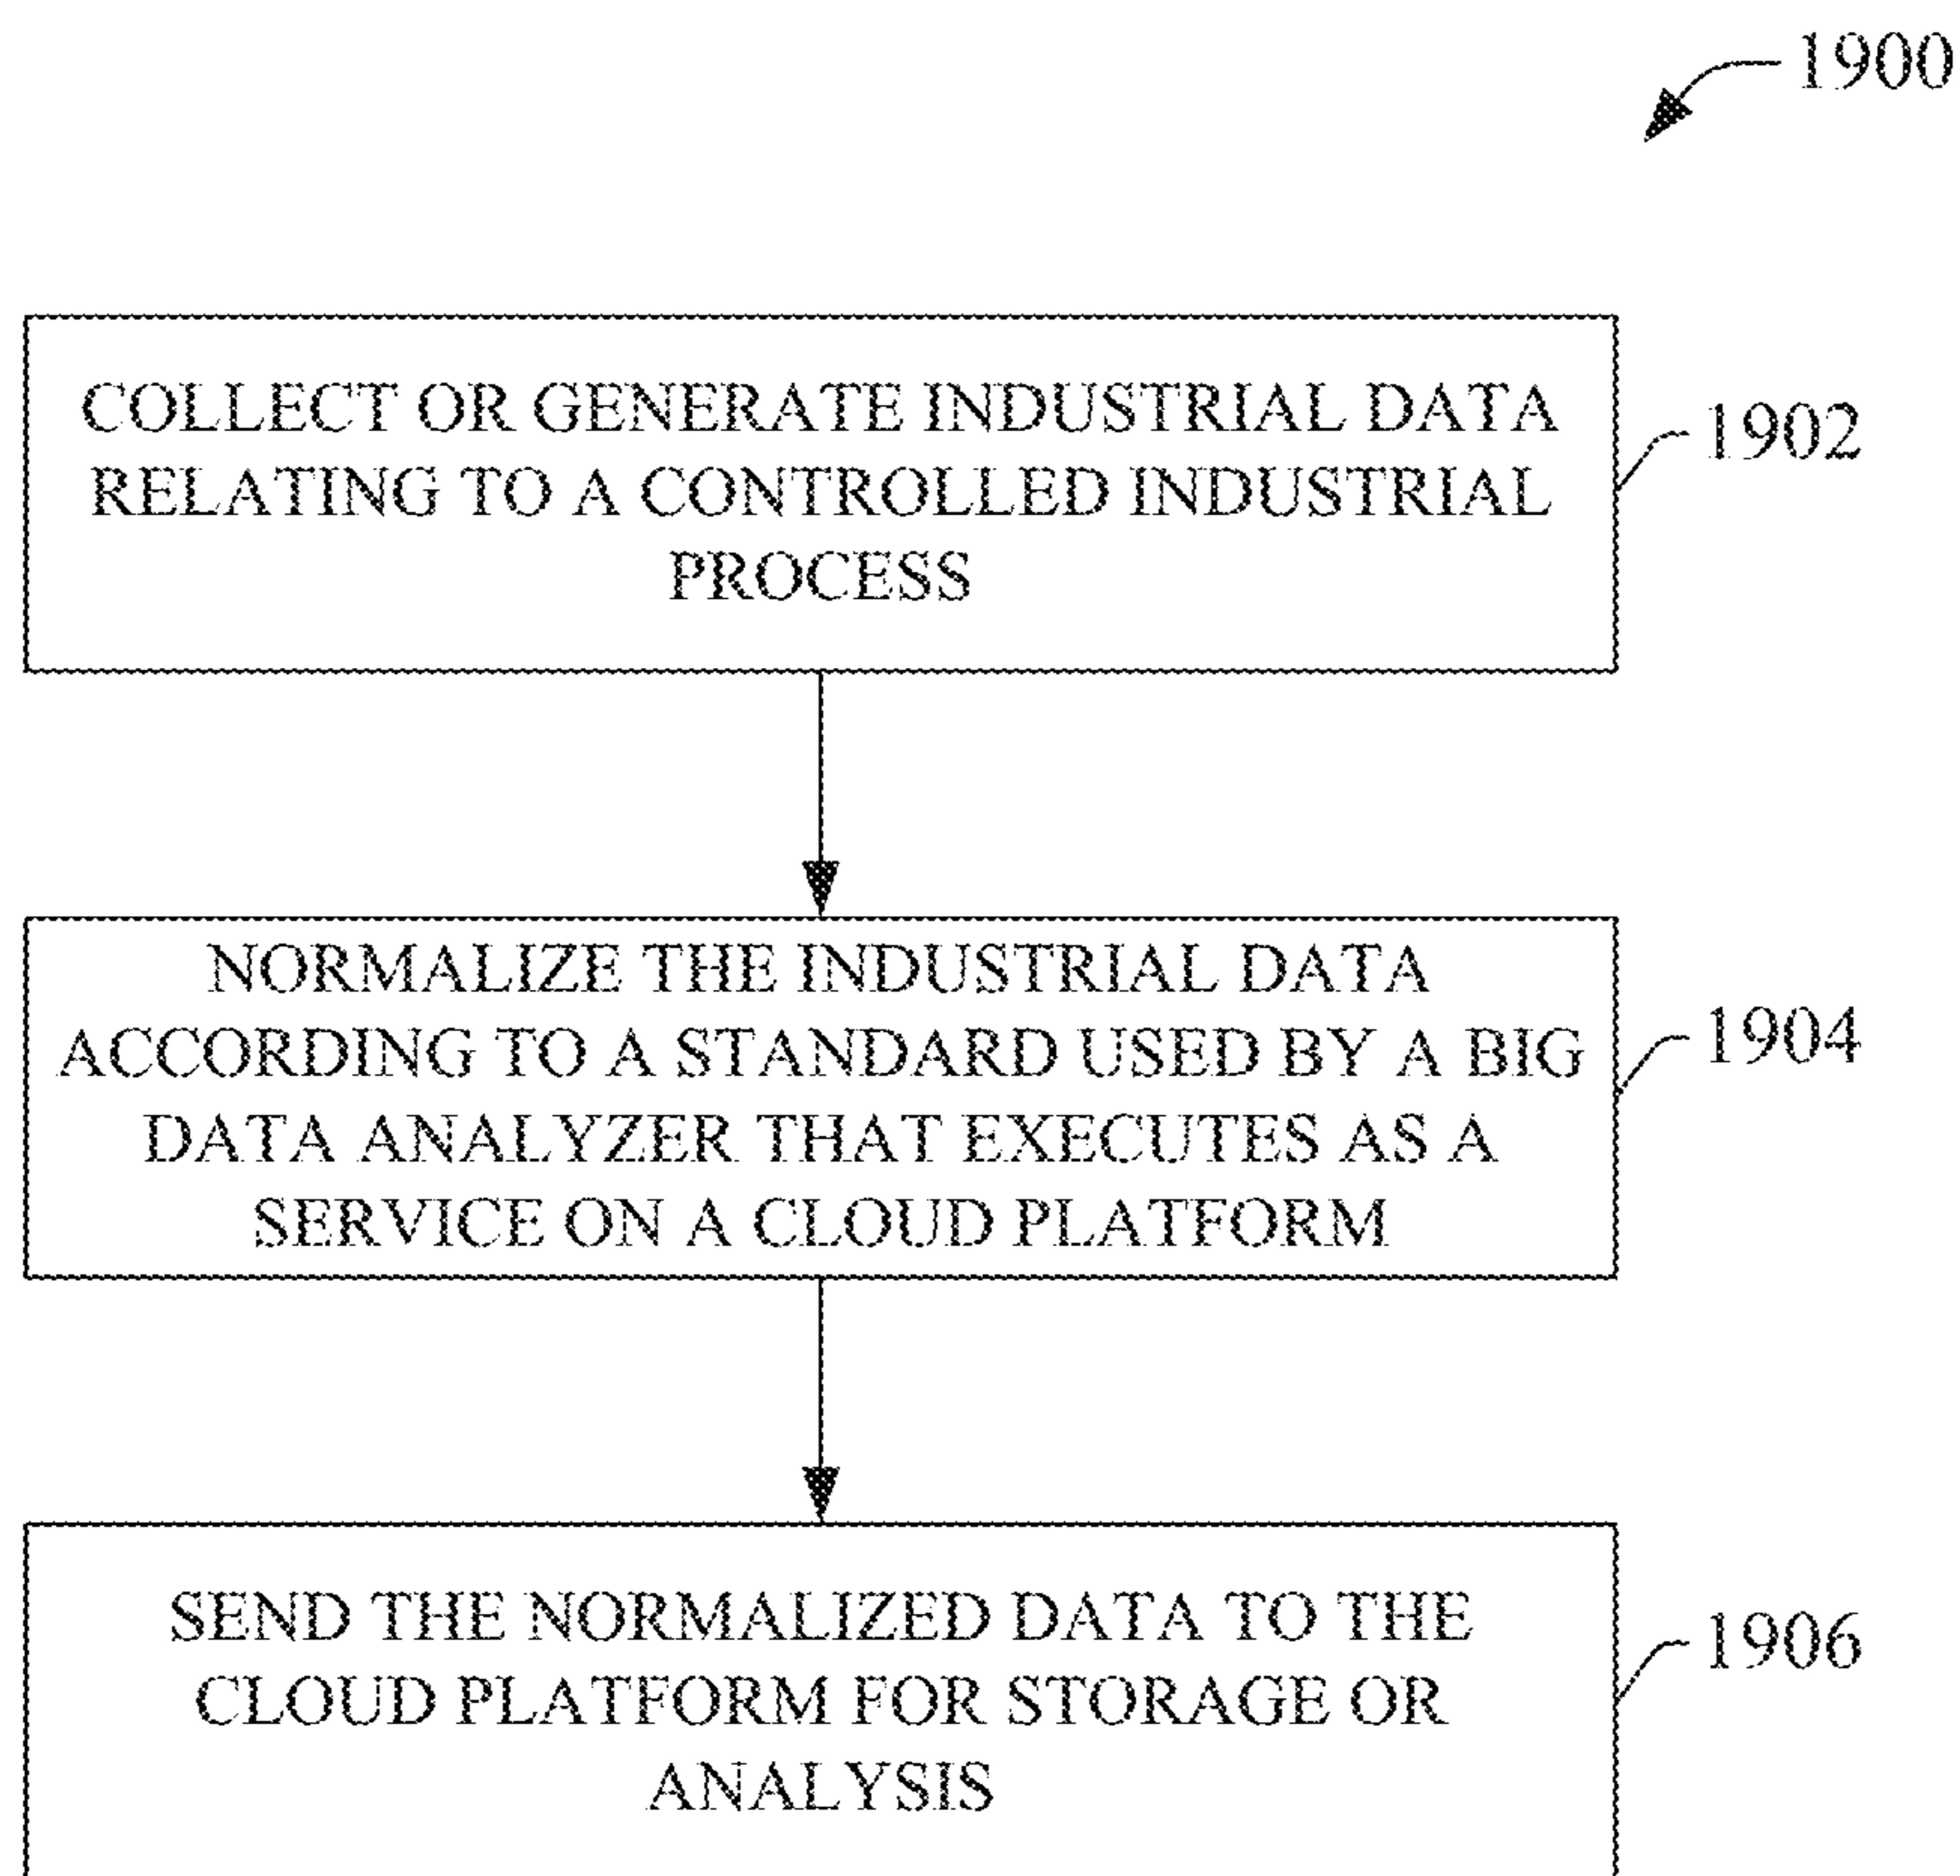 1900
COLLECT OR GENERATE INDUSTRIAL DATA
RELATING TO A CONTROLLED INDUSTRIAL
PROCESS
1902
NORMALIZE THE INDUSTRIAL DATA
ACCORDING TO A STANDARD USED BY A BIG
DATA ANALYZER THAT EXECUTES AS A
SERVICE ON A CLOUD PLATFORM
1904
SEND THE NORMALIZED DATA TO THE
CLOUD PLATFORM FOR STORAGE OR
ANALYSIS
1906